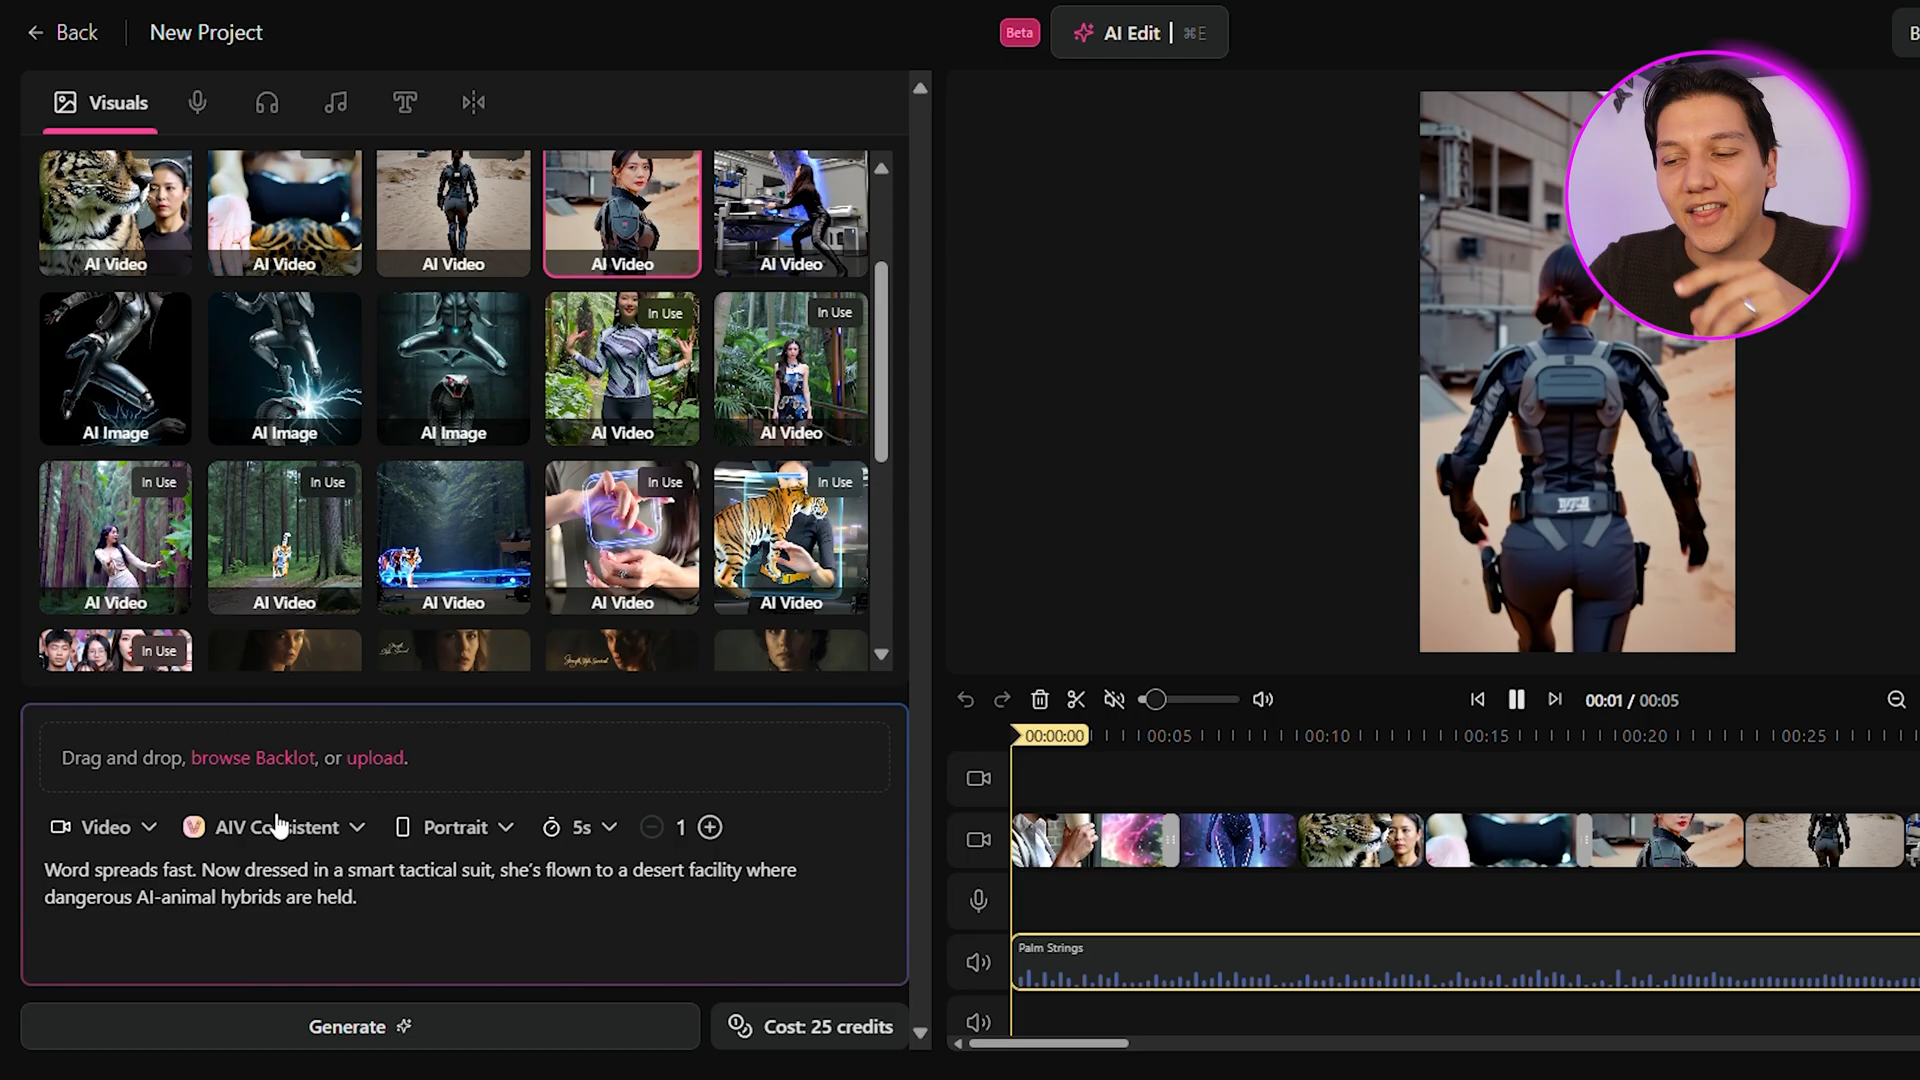 Back
New Project
Beta
AI Edit
⌘E
Visuals
AI Video
AI Video
AI Video
AI Video
AI Video
AI Image
AI Image
AI Image
In Use
AI Video
In Use
AI Video
In Use
AI Video
In Use
AI Video
AI Video
In Use
AI Video
In Use
AI Video
In Use
Drag and drop, browse Backlot, or upload.
Video
AIV Consistent
Portrait
5s
1
Word spreads fast. Now dressed in a smart tactical suit, she's flown to a desert facility where
dangerous AI-animal hybrids are held.
Generate
Cost: 25 credits
00:01 / 00:05
00:00:00
00:05
00:10
00:15
00:20
00:25
Palm Strings